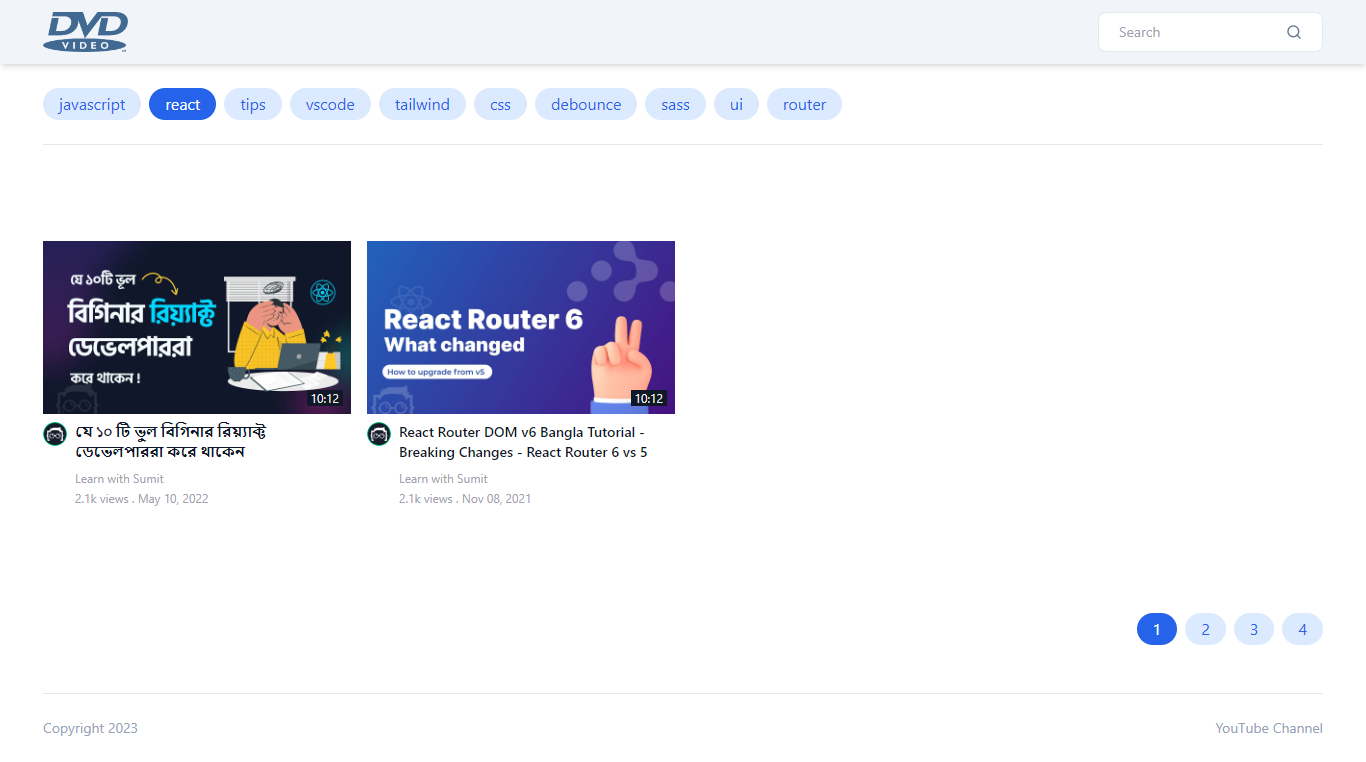 DVD
VIDEO
Search
javascript
react
tips
vscode
tailwind
css
debounce
sass
ui
router
যে ১০টি ভূল
বিগিনার রিয়্যাক্ট
ডেভেলপাররা
করে থাকেন !
10:12
React Router 6
What changed
How to upgrade from v5
10:12
যে ১০ টি ভুল বিগিনার রিয়্যাক্ট
ডেভেলপাররা করে থাকেন
Learn with Sumit
2.1k views . May 10, 2022
React Router DOM v6 Bangla Tutorial -
Breaking Changes - React Router 6 vs 5
Learn with Sumit
2.1k views . Nov 08, 2021
1
2
3
4
Copyright 2023
YouTube Channel